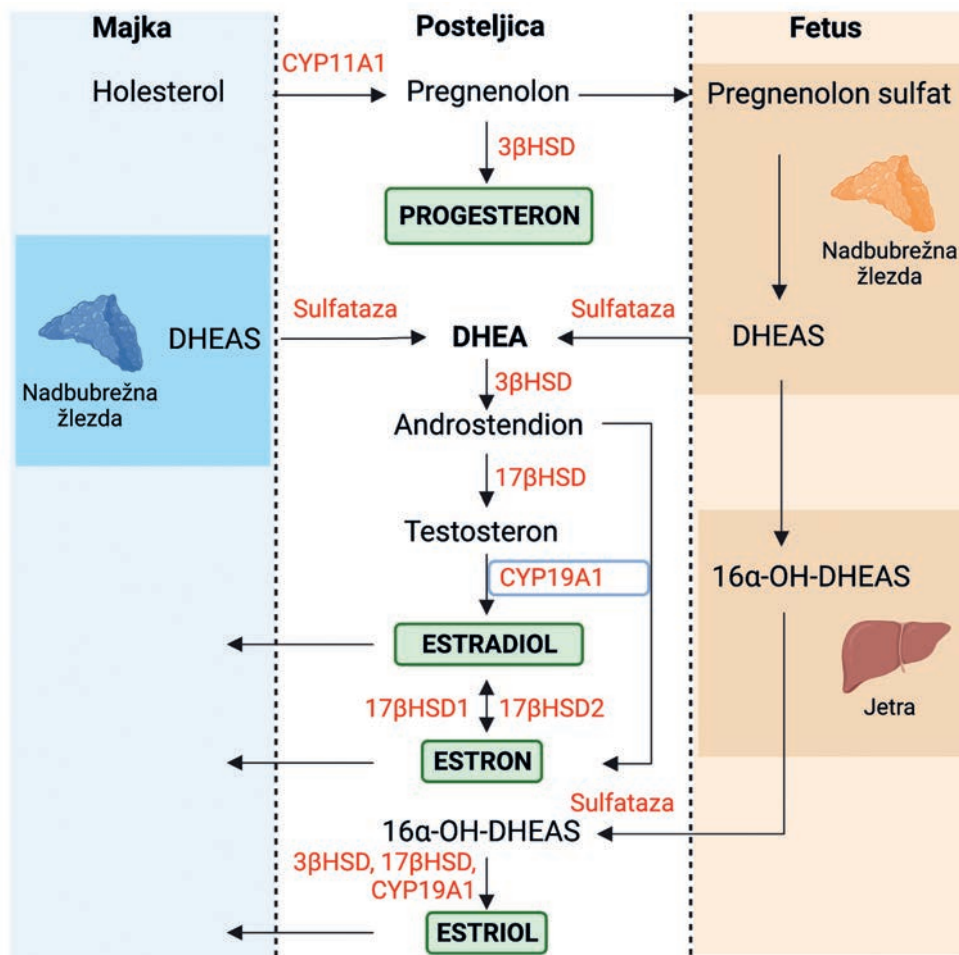 Majka
Posteljica
Fetus
CYP11A1
Holesterol
Pregnenolon
Pregnenolon sulfat
3βHSD
PROGESTERON
Nadbubrežna
žlezda
Sulfataza
Sulfataza
DHEAS
DHEA
DHEAS
Nadbubrežna
žlezda
3βHSD
Androstendion
17βHSD
Testosteron
CYP19A1
16α-OH-DHEAS
ESTRADIOL
Jetra
17βHSD1
17βHSD2
ESTRON
Sulfataza
16α-OH-DHEAS
3βHSD, 17βHSD,
CYP19A1
ESTRIOL